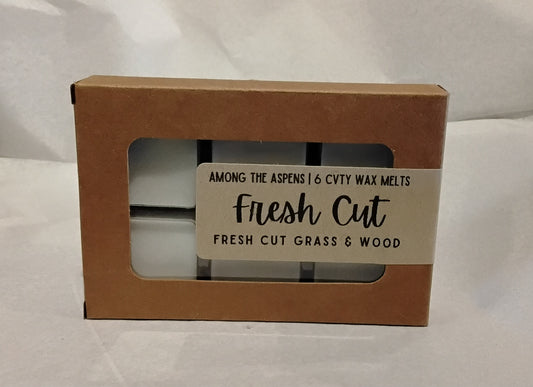 AMONG THE ASPENS | 6 CVTY WAX MELTS
Fresh Cut
FRESH CUT GRASS & WOOD